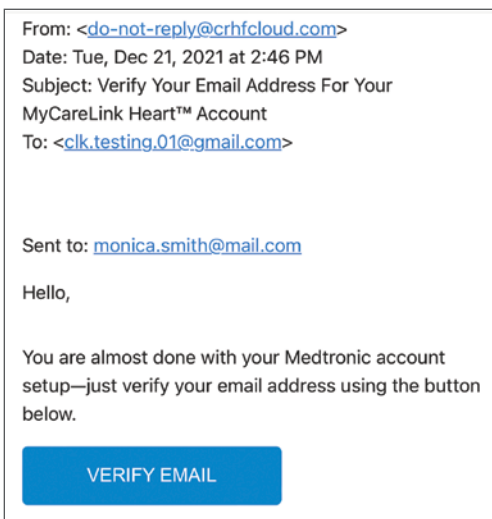 From: <do-not-reply@crhfcloud.com>
Date: Tue, Dec 21, 2021 at 2:46 PM
Subject: Verify Your Email Address For Your
MyCareLink Heart™ Account
To: <clk.testing.01@gmail.com>
Sent to: monica.smith@mail.com
Hello,
You are almost done with your Medtronic account
setup—just verify your email address using the button
below.
VERIFY EMAIL